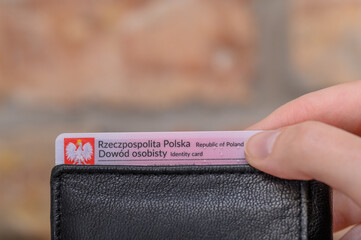 Rzeczpospolita Polska Republic of Poland
Dowód osobisty Identity card